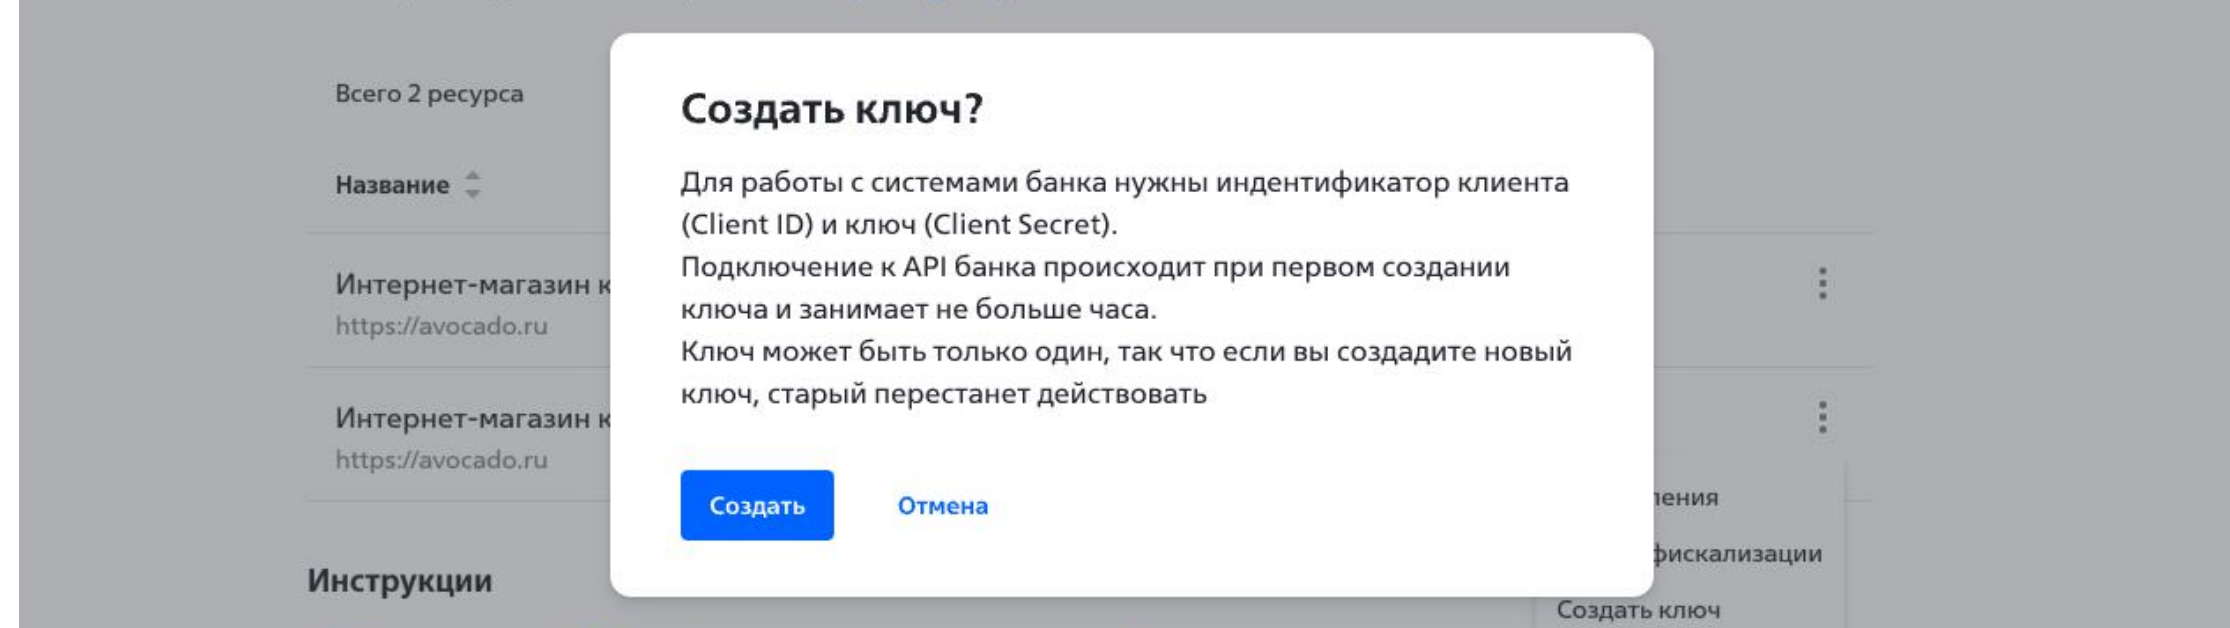 Всего 2 ресурса
Название
Интернет-магазин к
https://avocado.ru
Интернет-магазин к
https://avocado.ru
Инструкции
Создать ключ?
Для работы с системами банка нужны индентификатор клиента
(Client ID) и ключ (Client Secret).
Подключение к API банка происходит при первом создании
ключа и занимает не больше часа.
Ключ может быть только один, так что если вы создадите новый
ключ, старый перестанет действовать
Создать Отмена
ления
фискализации
Создать ключ